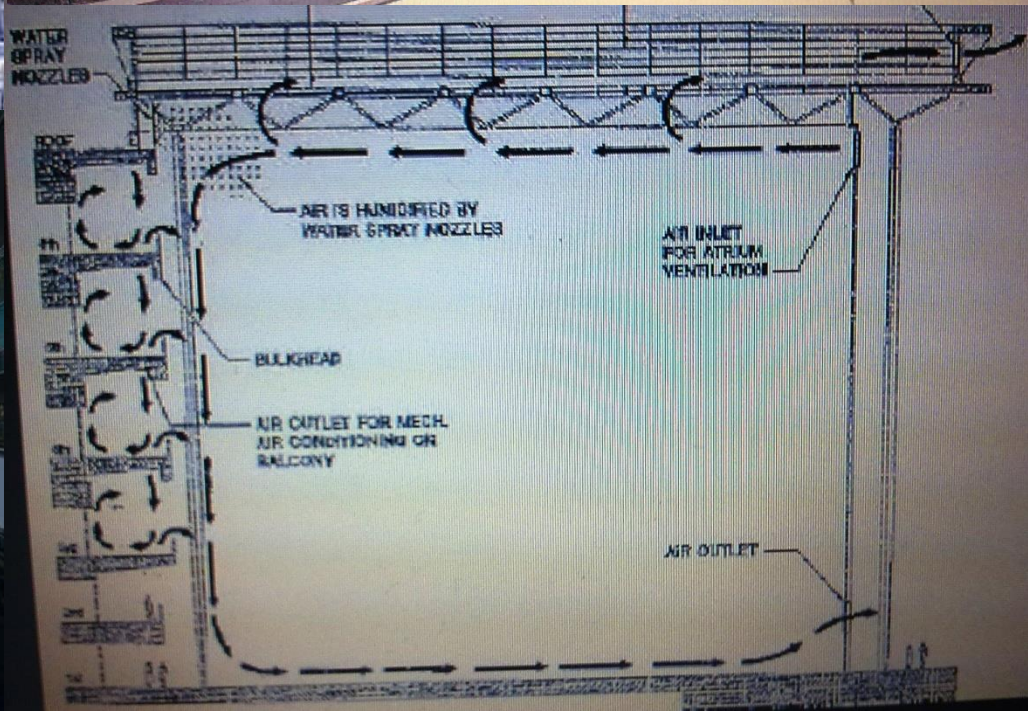 WATER
SPRAY
NOZZLES
ROOF
AIR IS HUMIDIFIED BY
WATER SPRAY NOZZLES
AIR INLET
FOR ATRIUM
VENTILATION
BULKHEAD
AIR OUTLET FOR MECH.
AIR CONDITIONING ON
BALCONY
AIR OUTLET